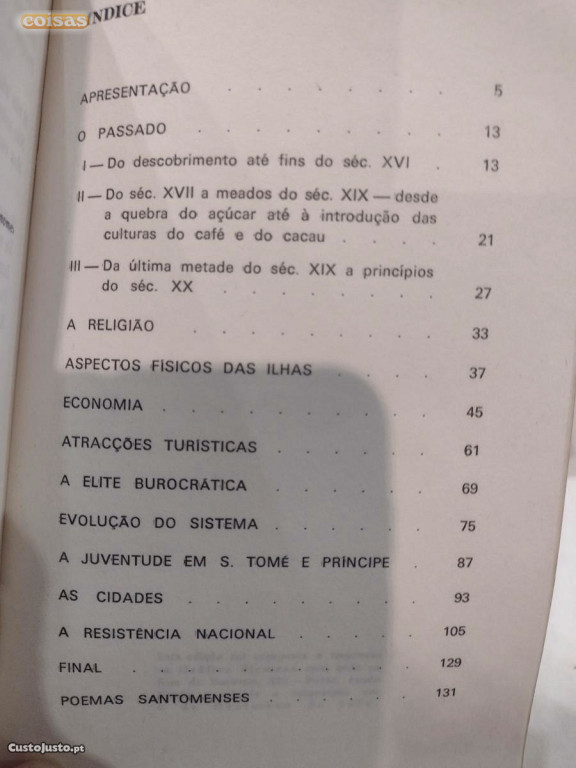 coisas
ÍNDICE
APRESENTAÇÃO . . . . . . . 5
O PASSADO . . . . . . . . 13
I — Do descobrimento até fins do séc. XVI . 13
II — Do séc. XVII a meados do séc. XIX — desde
a quebra do açúcar até à introdução das
culturas do café e do cacau . . . . 21
III — Da última metade do séc. XIX a princípios
do séc. XX . . . . . . . . 27
A RELIGIÃO . . . . . . . . 33
ASPECTOS FÍSICOS DAS ILHAS . . . . 37
ECONOMIA . . . . . . . . . . 45
ATRACÇÕES TURÍSTICAS . . . . . . 61
A ELITE BUROCRÁTICA . . . . . . 69
EVOLUÇÃO DO SISTEMA . . . . . . 75
A JUVENTUDE EM S. TOMÉ E PRÍNCIPE . 87
AS CIDADES . . . . . . . . 93
A RESISTÊNCIA NACIONAL . . . . . 105
FINAL . . . . . . . . . . 129
POEMAS SANTOMENSES . . . . . . 131
CustoJusto.pt